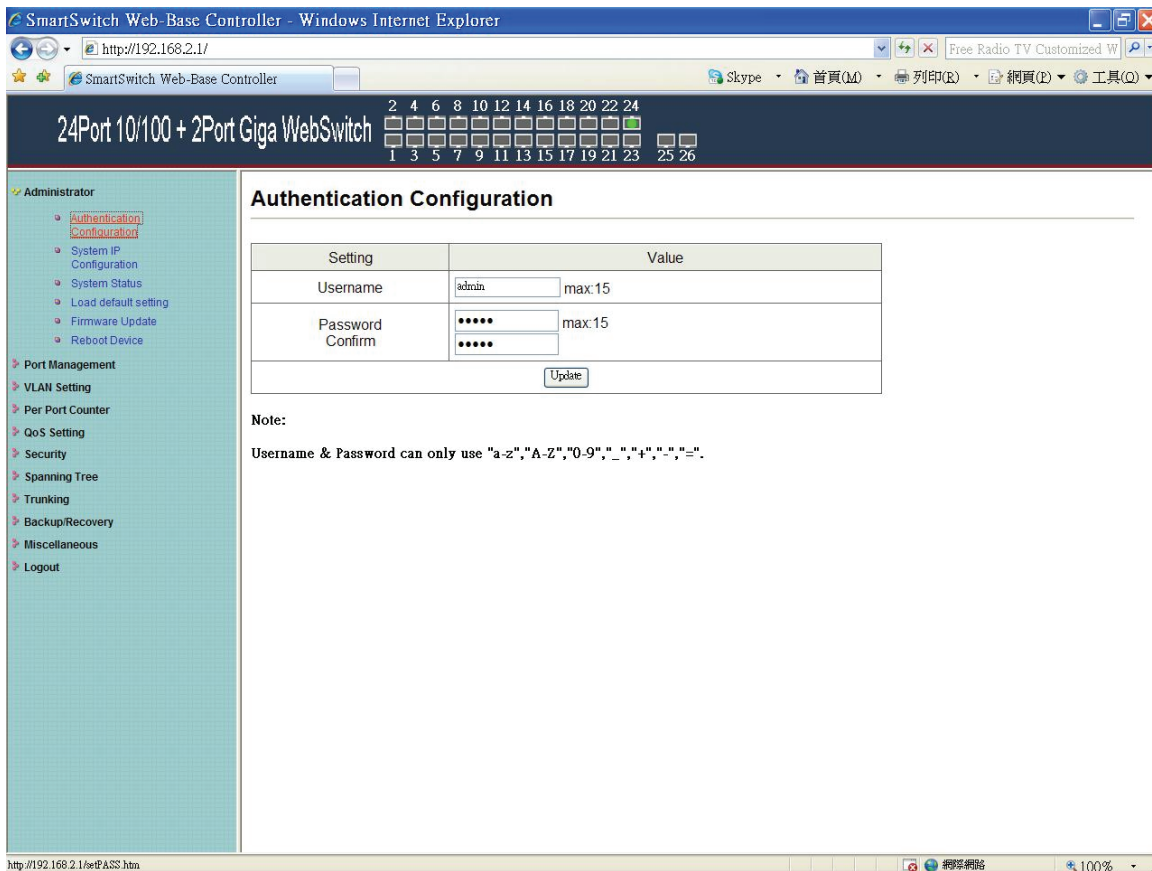 SmartSwitch Web-Base Controller - Windows Internet Explorer
http://192.168.2.1/
Free Radio TV Customized W
SmartSwitch Web-Base Controller
Skype
首頁(M)
列印(R)
網頁(P)
工具(O)
24Port 10/100 + 2Port Giga WebSwitch
2 4 6 8 10 12 14 16 18 20 22 24
1 3 5 7 9 11 13 15 17 19 21 23 25 26
Administrator
Authentication
Configuration
System IP
Configuration
System Status
Load default setting
Firmware Update
Reboot Device
Port Management
VLAN Setting
Per Port Counter
QoS Setting
Security
Spanning Tree
Trunking
Backup/Recovery
Miscellaneous
Logout
Authentication Configuration
Setting Value
Username admin max:15
Password ••••• max:15
Confirm •••••
Update
Note:
Username & Password can only use "a-z","A-Z","0-9","_","+","-","=".
http://192.168.2.1/setPASS.htm
網際網路
100%